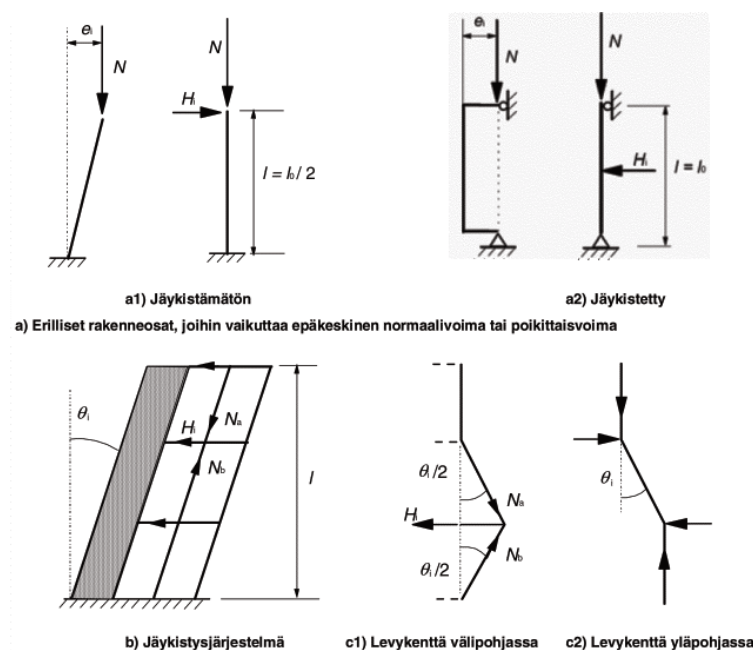 eᵢ
N
N
Hᵢ
l = l₀ / 2
eᵢ
N
N
Hᵢ
l = l₀
a1) Jäykistämätön
a2) Jäykistetty
a) Erilliset rakenneosat, joihin vaikuttaa epäkeskinen normaalivoima tai poikittaisvoima
θᵢ
Hᵢ
Nₐ
N_b
l
θᵢ/2
Hᵢ
Nₐ
N_b
θᵢ/2
θᵢ
b) Jäykistysjärjestelmä
c1) Levykenttä välipohjassa
c2) Levykenttä yläpohjassa